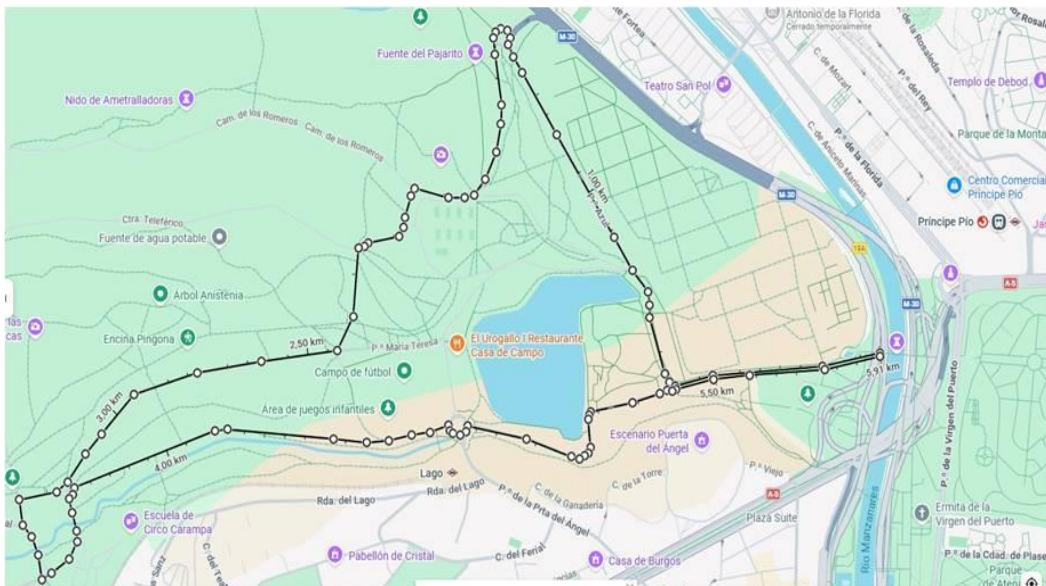 Antonio de la Florida
Cerrado temporalmente
M-30
C. de Mozart
P.º del Rey
Fuente del Pajarito
Teatro San Pol
Templo de Debod
Nido de Ametralladoras
Cam. de los Romeros
Cam. de los Romeros
C. de Aniceto Marinas
P.º de la Florida
Parque de la Monta
1,00 km
P.º Azul
M-30
Centro Comercial
Príncipe Pío
Ctra. Teleférico
Príncipe Pío
Fuente de agua potable
A-5
Arbol Anistenia
M-30
Encina Pingona
2,50 km
P.º María Teresa
El Urogallo I Restaurante
Casa de Campo
Campo de fútbol
5,91 km
5,50 km
3,00 km
Área de juegos infantiles
Escenario Puerta
del Ángel
P.º de la Virgen del Puerto
4,00 km
Lago
P.º Viejo
C. de la Torre
Rda. del Lago
Rda. del Lago
C. de la Ganadería
A-5
P.º de la Prta del Ángel
Plaza Suite
Río Manzanares
Escuela de
Circo Carampa
Ermita de la
Virgen del Puerto
Pabellón de Cristal
C. del Ferial
Casa de Burgos
P.º de la Cdad. de Plase
Parque
de Aten